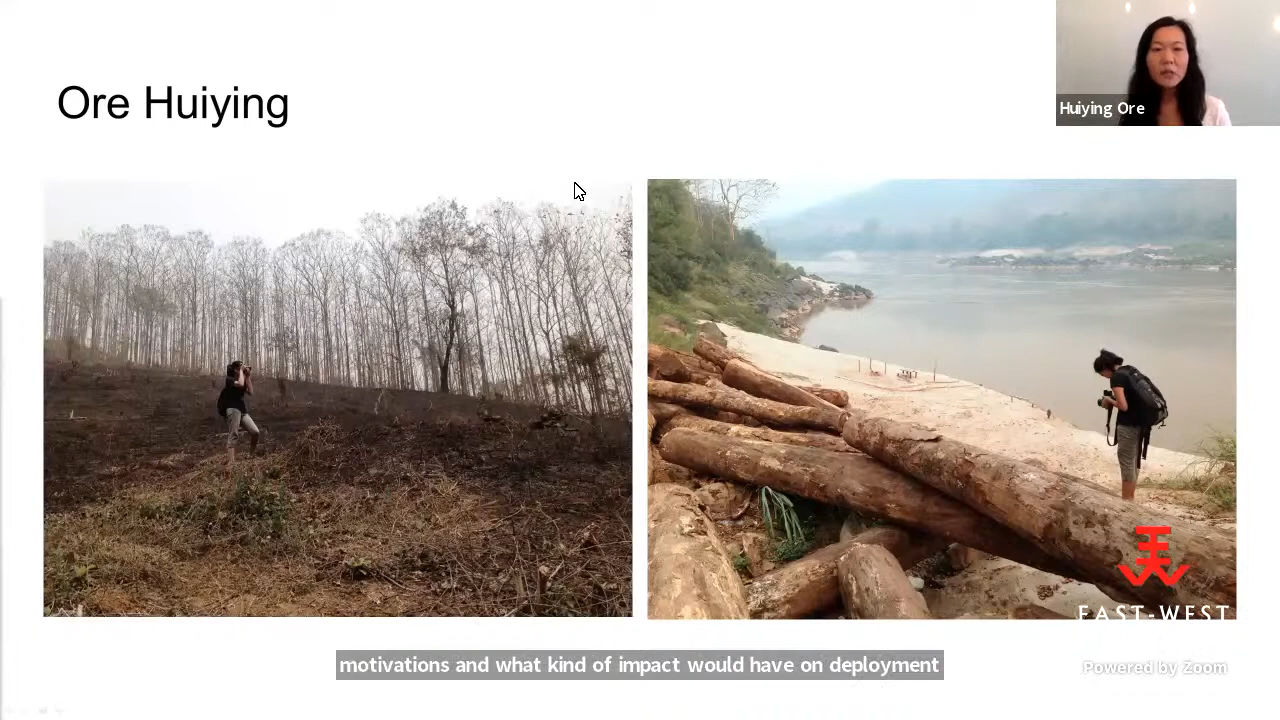 Ore Huiying
Huiying Ore
EAST-WEST
motivations and what kind of impact would have on deployment
Powered by Zoom